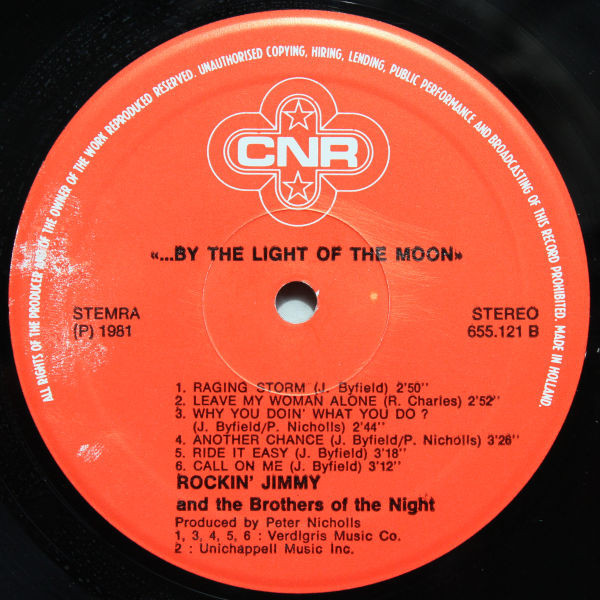 ALL RIGHTS OF THE PRODUCER AND OF THE OWNER OF THE WORK REPRODUCED RESERVED. UNAUTHORISED COPYING, HIRING, LENDING, PUBLIC PERFORMANCE AND BROADCASTING OF THIS RECORD PROHIBITED. MADE IN HOLLAND.
CNR
«...BY THE LIGHT OF THE MOON»
STEMRA
(P) 1981
STEREO
655.121 B
1. RAGING STORM (J. Byfield) 2'50''
2. LEAVE MY WOMAN ALONE (R. Charles) 2'52''
3. WHY YOU DOIN' WHAT YOU DO ?
(J. Byfield/P. Nicholls) 2'44''
4. ANOTHER CHANCE (J. Byfield/P. Nicholls) 3'26''
5. RIDE IT EASY (J. Byfield) 3'18''
6. CALL ON ME (J. Byfield) 3'12''
ROCKIN' JIMMY
and the Brothers of the Night
Produced by Peter Nicholls
1, 3, 4, 5, 6 : Verdlgris Music Co.
2 : Unichappell Music Inc.